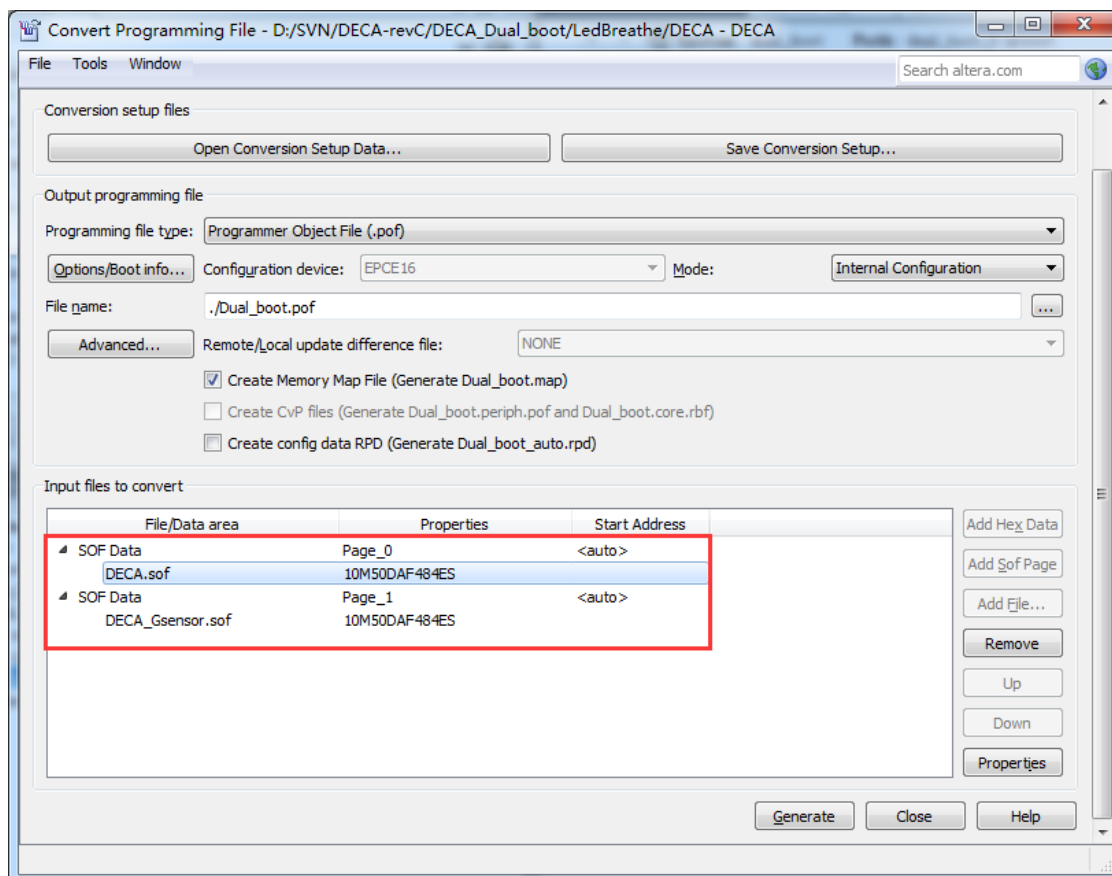 Convert Programming File - D:/SVN/DECA-revC/DECA_Dual_boot/LedBreathe/DECA - DECA
File Tools Window
Search altera.com
Conversion setup files
Open Conversion Setup Data... Save Conversion Setup...
Output programming file
Programming file type: Programmer Object File (.pof)
Options/Boot info... Configuration device: EPCE16 Mode: Internal Configuration
File name: ./Dual_boot.pof ...
Advanced... Remote/Local update difference file: NONE
Create Memory Map File (Generate Dual_boot.map)
Create CvP files (Generate Dual_boot.periph.pof and Dual_boot.core.rbf)
Create config data RPD (Generate Dual_boot_auto.rpd)
Input files to convert
File/Data area Properties Start Address
SOF Data Page_0 <auto>
DECA.sof 10M50DAF484ES
SOF Data Page_1 <auto>
DECA_Gsensor.sof 10M50DAF484ES
Add Hex Data
Add Sof Page
Add File...
Remove
Up
Down
Properties
Generate Close Help